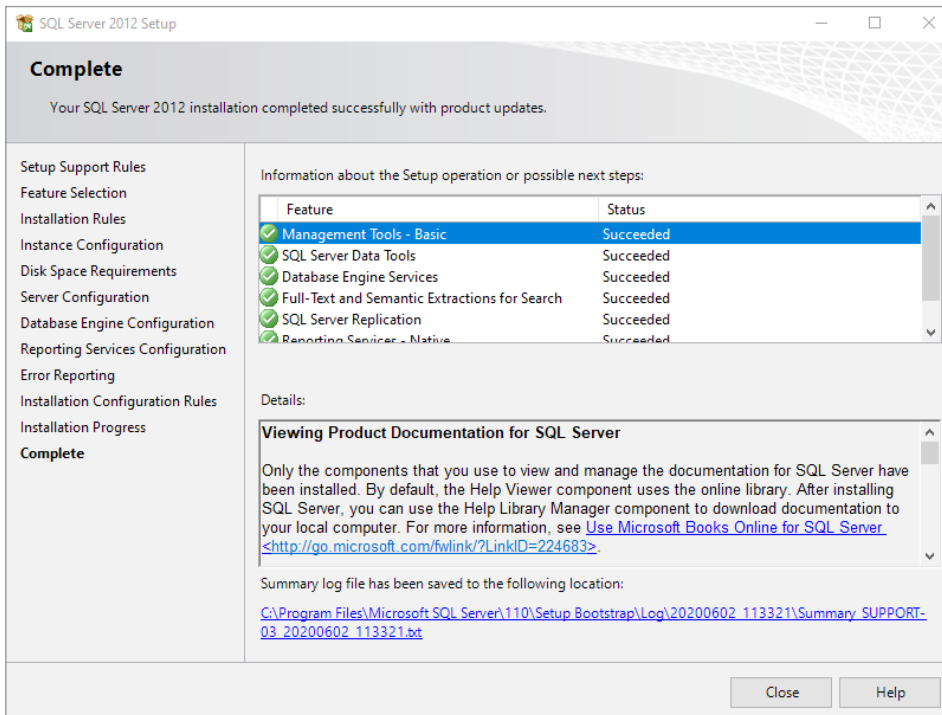 SQL Server 2012 Setup
Complete
Your SQL Server 2012 installation completed successfully with product updates.
Setup Support Rules
Feature Selection
Installation Rules
Instance Configuration
Disk Space Requirements
Server Configuration
Database Engine Configuration
Reporting Services Configuration
Error Reporting
Installation Configuration Rules
Installation Progress
Complete
Information about the Setup operation or possible next steps:
Feature Status
Management Tools - Basic Succeeded
SQL Server Data Tools Succeeded
Database Engine Services Succeeded
Full-Text and Semantic Extractions for Search Succeeded
SQL Server Replication Succeeded
Reporting Services - Native Succeeded
Details:
Viewing Product Documentation for SQL Server
Only the components that you use to view and manage the documentation for SQL Server have
been installed. By default, the Help Viewer component uses the online library. After installing
SQL Server, you can use the Help Library Manager component to download documentation to
your local computer. For more information, see Use Microsoft Books Online for SQL Server
<http://go.microsoft.com/fwlink/?LinkID=224683>.
Summary log file has been saved to the following location:
C:\Program Files\Microsoft SQL Server\110\Setup Bootstrap\Log\20200602_113321\Summary_SUPPORT-
03_20200602_113321.txt
Close Help